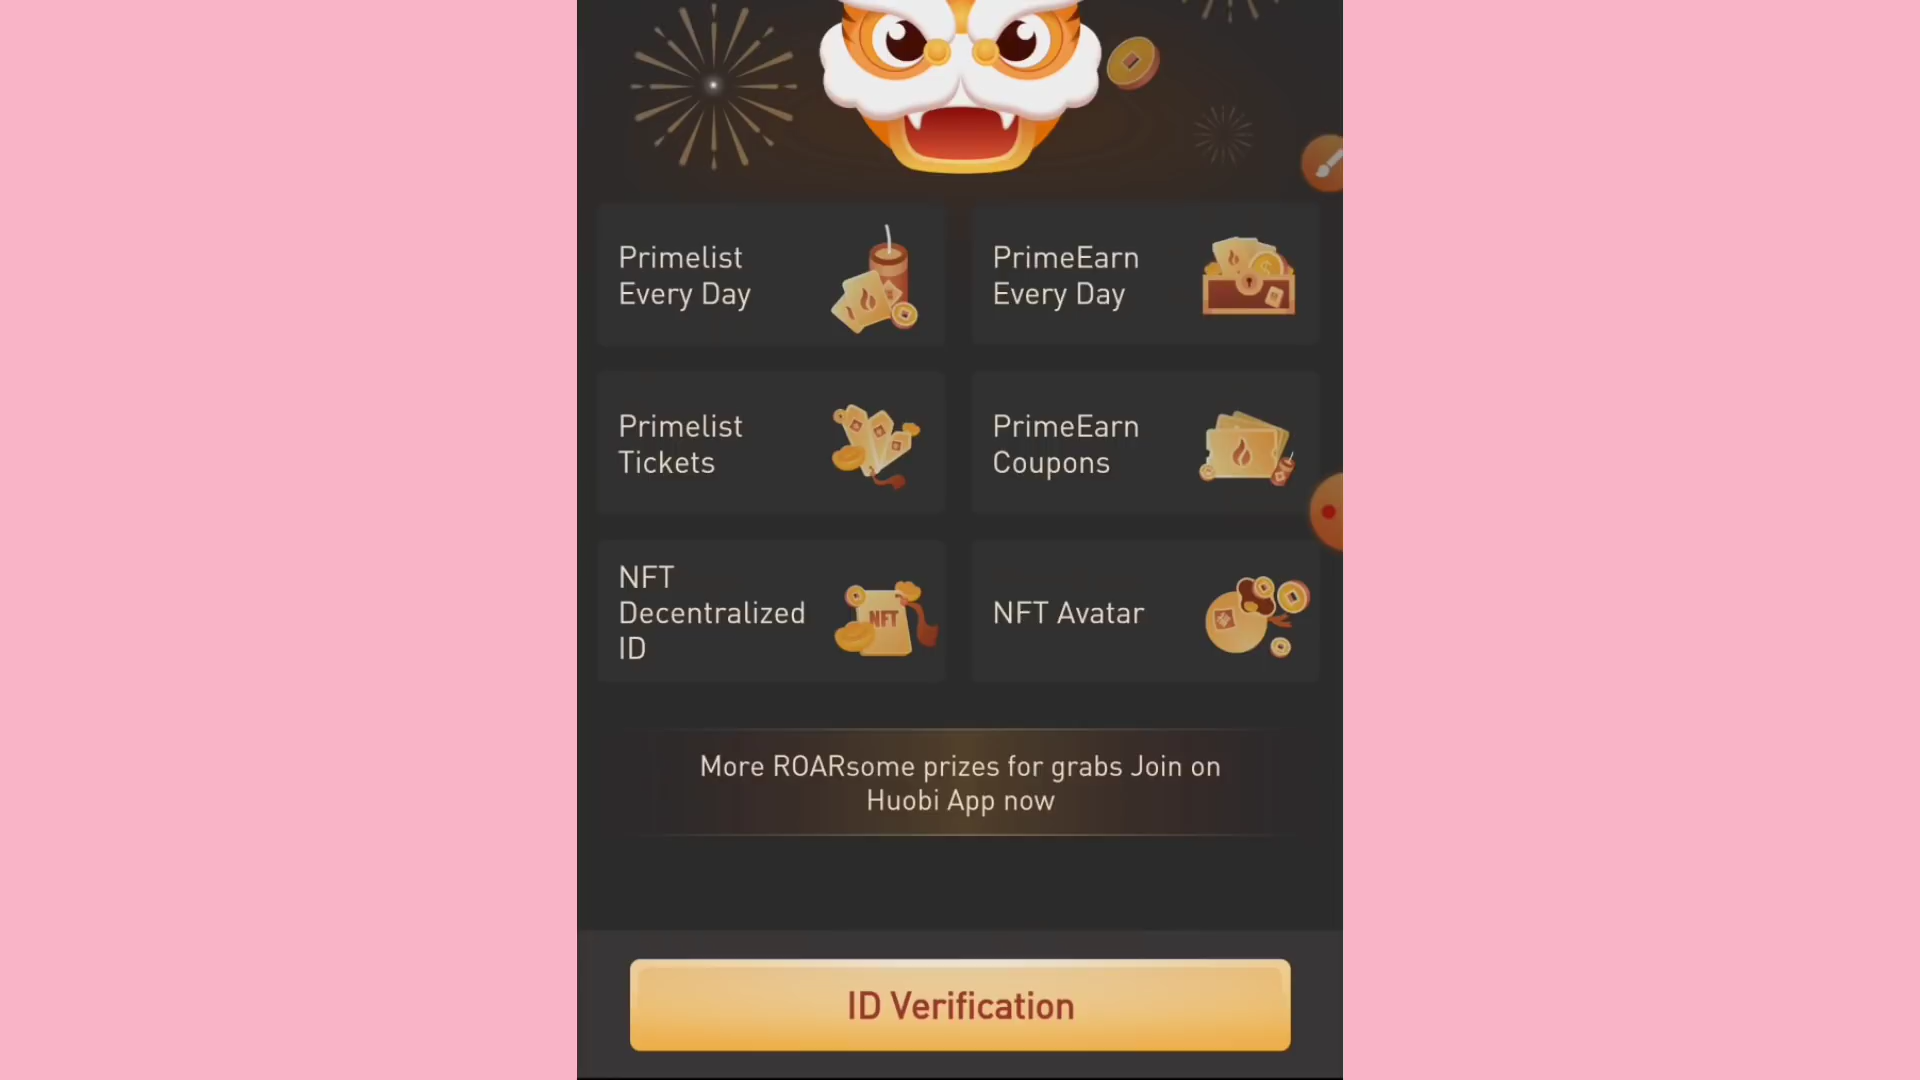 Primelist
Every Day
PrimeEarn
Every Day
Primelist
Tickets
PrimeEarn
Coupons
NFT
Decentralized
ID
NFT
NFT Avatar
More ROARsome prizes for grabs Join on
Huobi App now
ID Verification